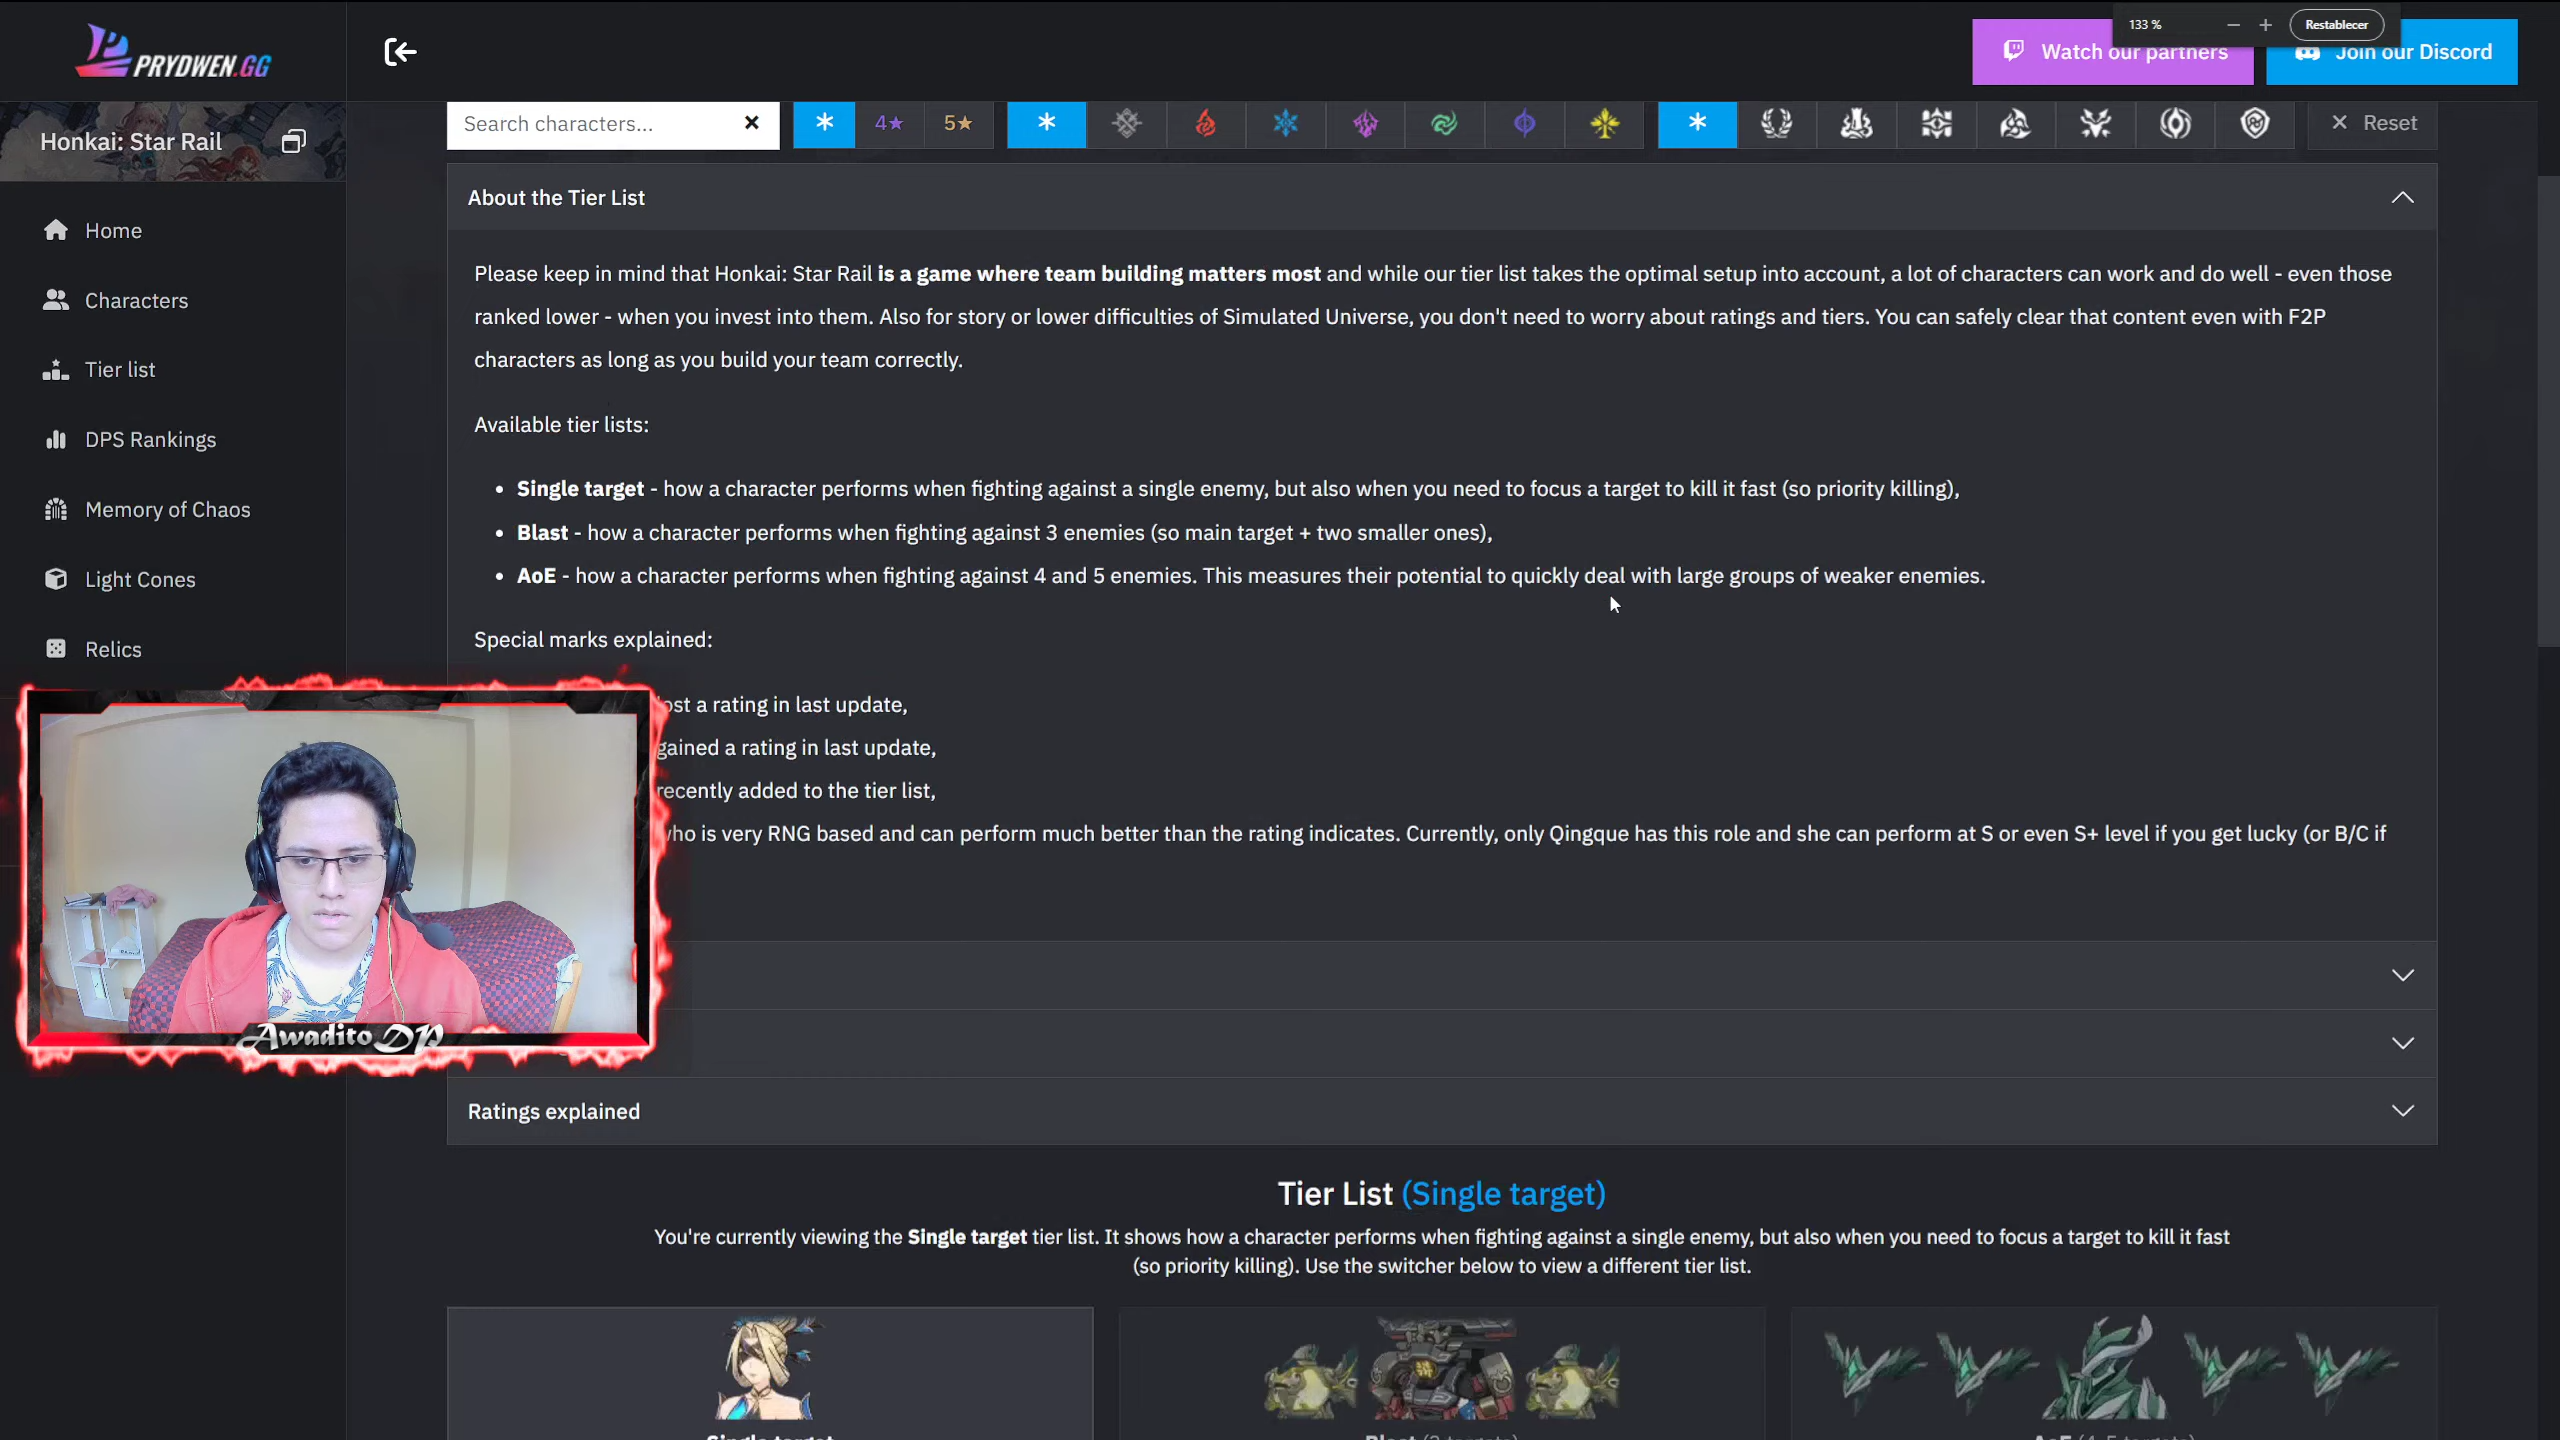 PRYDWEN.GG
133 %
Restablecer
Watch our partners
Join our Discord
Honkai: Star Rail
Search characters...
4★
5★
Reset
Home
Characters
Tier list
DPS Rankings
Memory of Chaos
Light Cones
Relics
About the Tier List
Please keep in mind that Honkai: Star Rail is a game where team building matters most and while our tier list takes the optimal setup into account, a lot of characters can work and do well - even those
ranked lower - when you invest into them. Also for story or lower difficulties of Simulated Universe, you don't need to worry about ratings and tiers. You can safely clear that content even with F2P
characters as long as you build your team correctly.
Available tier lists:
• Single target - how a character performs when fighting against a single enemy, but also when you need to focus a target to kill it fast (so priority killing),
• Blast - how a character performs when fighting against 3 enemies (so main target + two smaller ones),
• AoE - how a character performs when fighting against 4 and 5 enemies. This measures their potential to quickly deal with large groups of weaker enemies.
Special marks explained:
lost a rating in last update,
gained a rating in last update,
recently added to the tier list,
who is very RNG based and can perform much better than the rating indicates. Currently, only Qingque has this role and she can perform at S or even S+ level if you get lucky (or B/C if
Awadito DP
Ratings explained
Tier List (Single target)
You're currently viewing the Single target tier list. It shows how a character performs when fighting against a single enemy, but also when you need to focus a target to kill it fast
(so priority killing). Use the switcher below to view a different tier list.
Single target
Blast (3 targets)
AoE (4-5 targets)